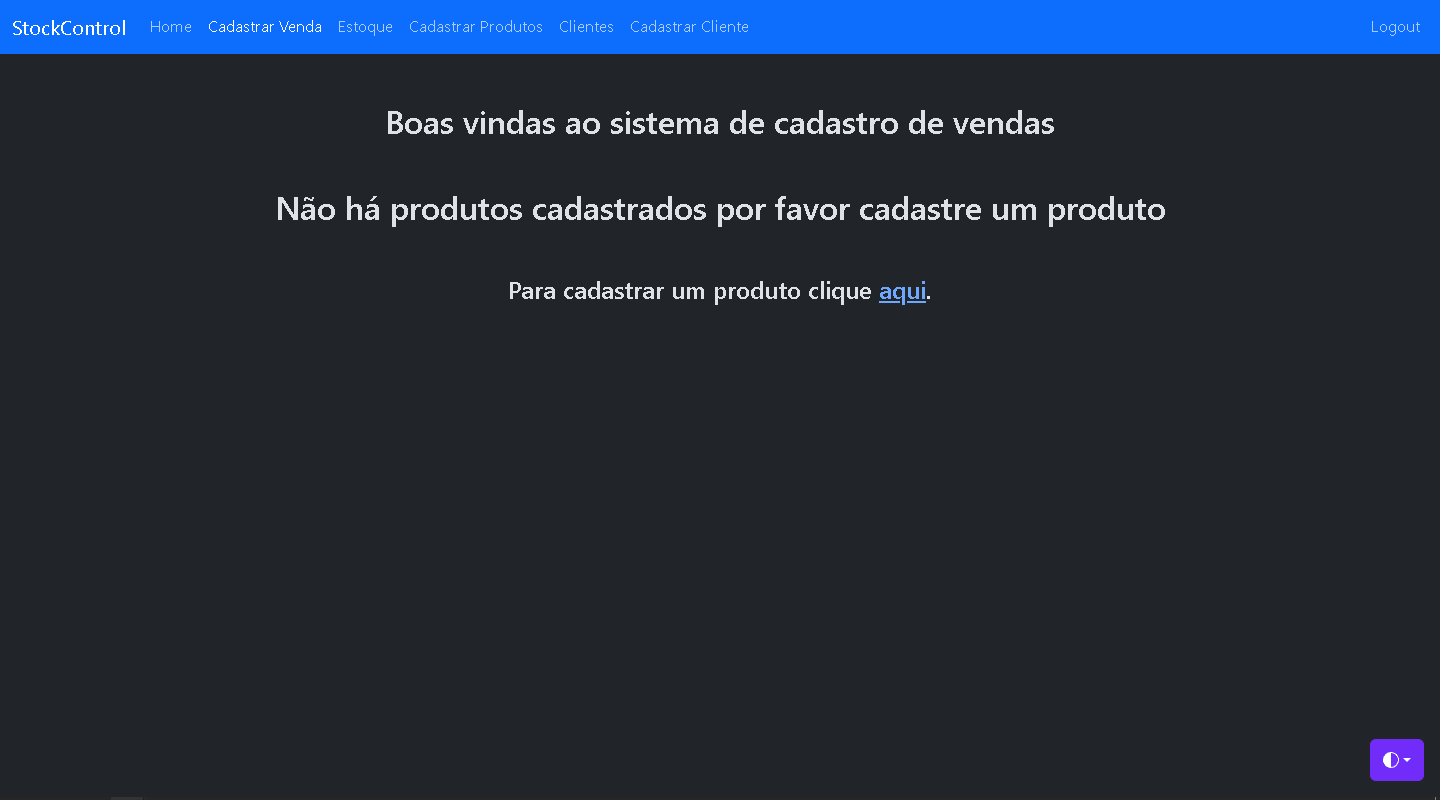 StockControl Home Cadastrar Venda Estoque Cadastrar Produtos Clientes Cadastrar Cliente Logout
Boas vindas ao sistema de cadastro de vendas
Não há produtos cadastrados por favor cadastre um produto
Para cadastrar um produto clique aqui.